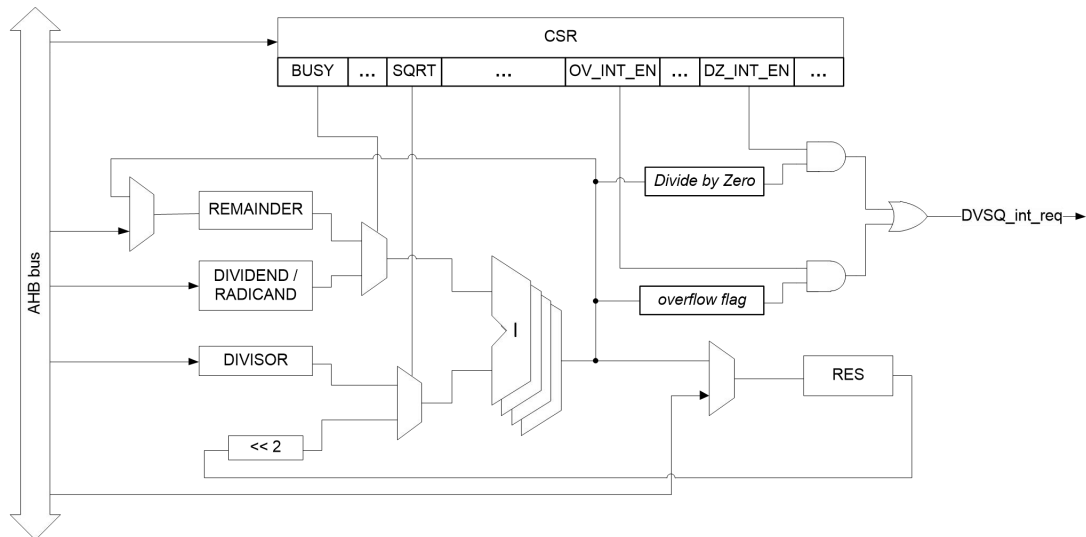 CSR
BUSY ... SQRT ... OV_INT_EN ... DZ_INT_EN ...
Divide by Zero
REMAINDER
DVSQ_int_req
AHB bus
DIVIDEND /
RADICAND
overflow flag
I
DIVISOR
RES
<< 2